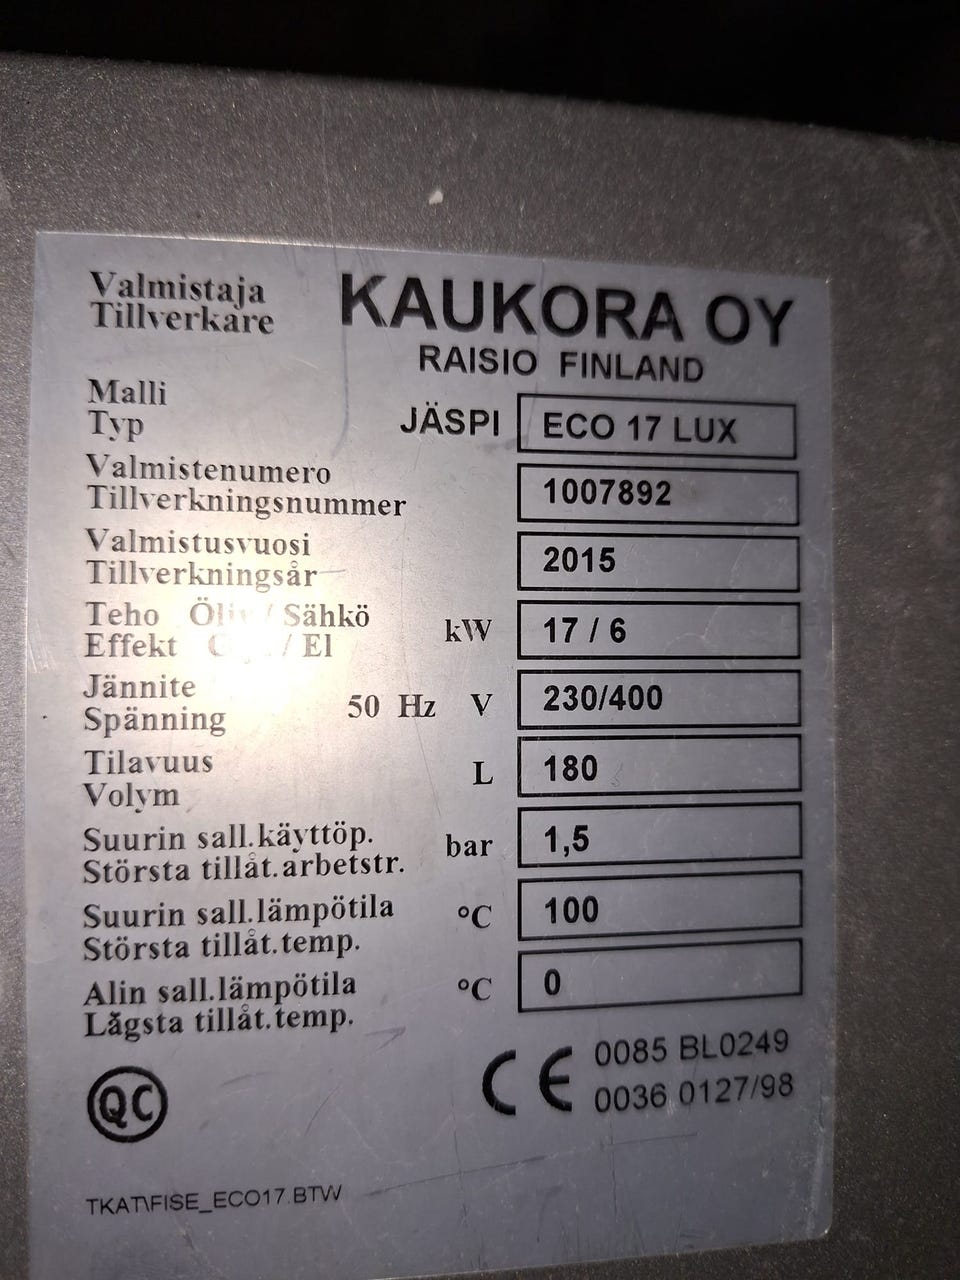 Valmistaja
Tillverkare
KAUKORA OY
RAISIO FINLAND
Malli
Typ
JÄSPI ECO 17 LUX
Valmistenumero
Tillverkningsnummer
1007892
Valmistusvuosi
Tillverkningsår
2015
Teho / Sähkö
Effekt / El
kW 17 / 6
Jännite
Spänning
50 Hz V 230/400
Tilavuus
Volym
L 180
Suurin sall.käyttöp.
Största tillåt.arbetstr.
bar 1,5
Suurin sall.lämpötila
Största tillåt.temp.
°C 100
Alin sall.lämpötila
Lägsta tillåt.temp.
°C 0
QC
CE 0085 BL0249
0036 0127/98
TKAT\FISE_ECO17.BTW